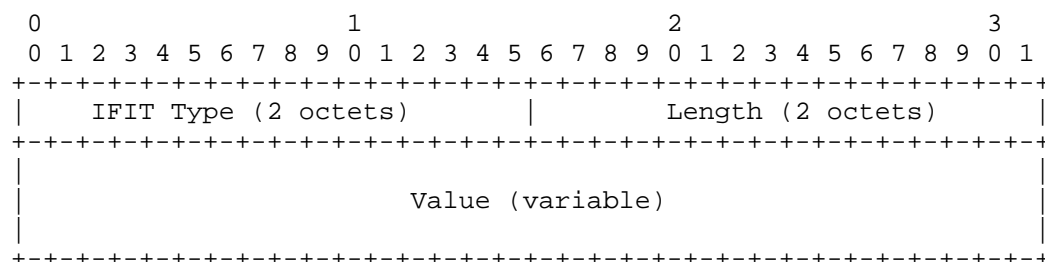 0                   1                   2                   3
 0 1 2 3 4 5 6 7 8 9 0 1 2 3 4 5 6 7 8 9 0 1 2 3 4 5 6 7 8 9 0 1
+-+-+-+-+-+-+-+-+-+-+-+-+-+-+-+-+-+-+-+-+-+-+-+-+-+-+-+-+-+-+-+-+
|    IFIT Type (2 octets)       |        Length (2 octets)      |
+-+-+-+-+-+-+-+-+-+-+-+-+-+-+-+-+-+-+-+-+-+-+-+-+-+-+-+-+-+-+-+-+
|                                                               |
|                        Value (variable)                       |
|                                                               |
+-+-+-+-+-+-+-+-+-+-+-+-+-+-+-+-+-+-+-+-+-+-+-+-+-+-+-+-+-+-+-+-+